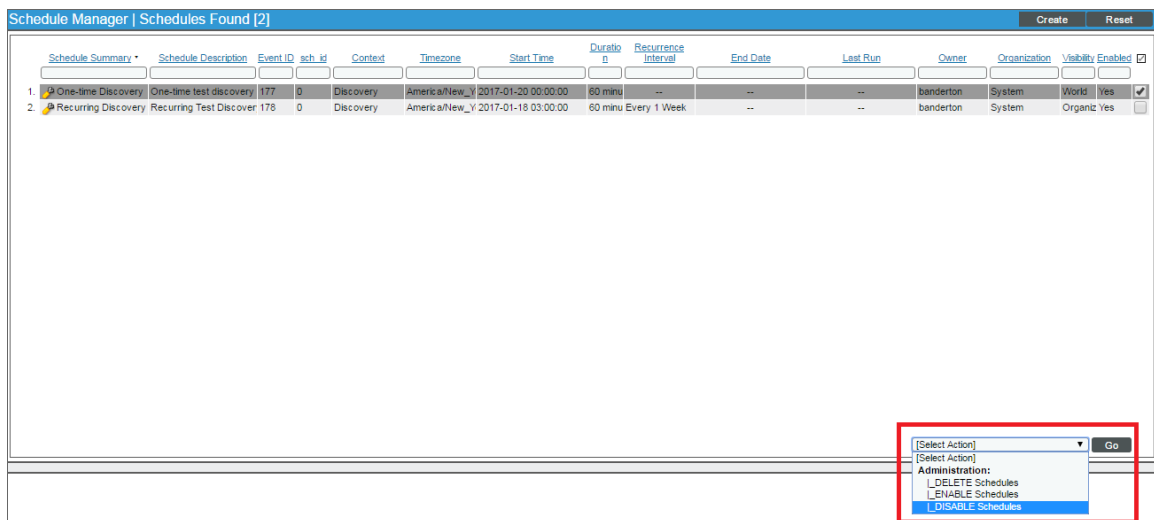 Schedule Manager | Schedules Found [2]
Create Reset
Schedule Summary Schedule Description Event ID sch_id Context Timezone Start Time Duratio n Recurrence Interval End Date Last Run Owner Organization Visibility Enabled
1. One-time Discovery One-time test discovery 177 0 Discovery America/New_Y 2017-01-20 00:00:00 60 minu -- -- -- banderton System World Yes
2. Recurring Discovery Recurring Test Discover 178 0 Discovery America/New_Y 2017-01-18 03:00:00 60 minu Every 1 Week -- -- banderton System Organiz Yes
[Select Action] Go
[Select Action]
Administration:
|_DELETE Schedules
|_ENABLE Schedules
|_DISABLE Schedules